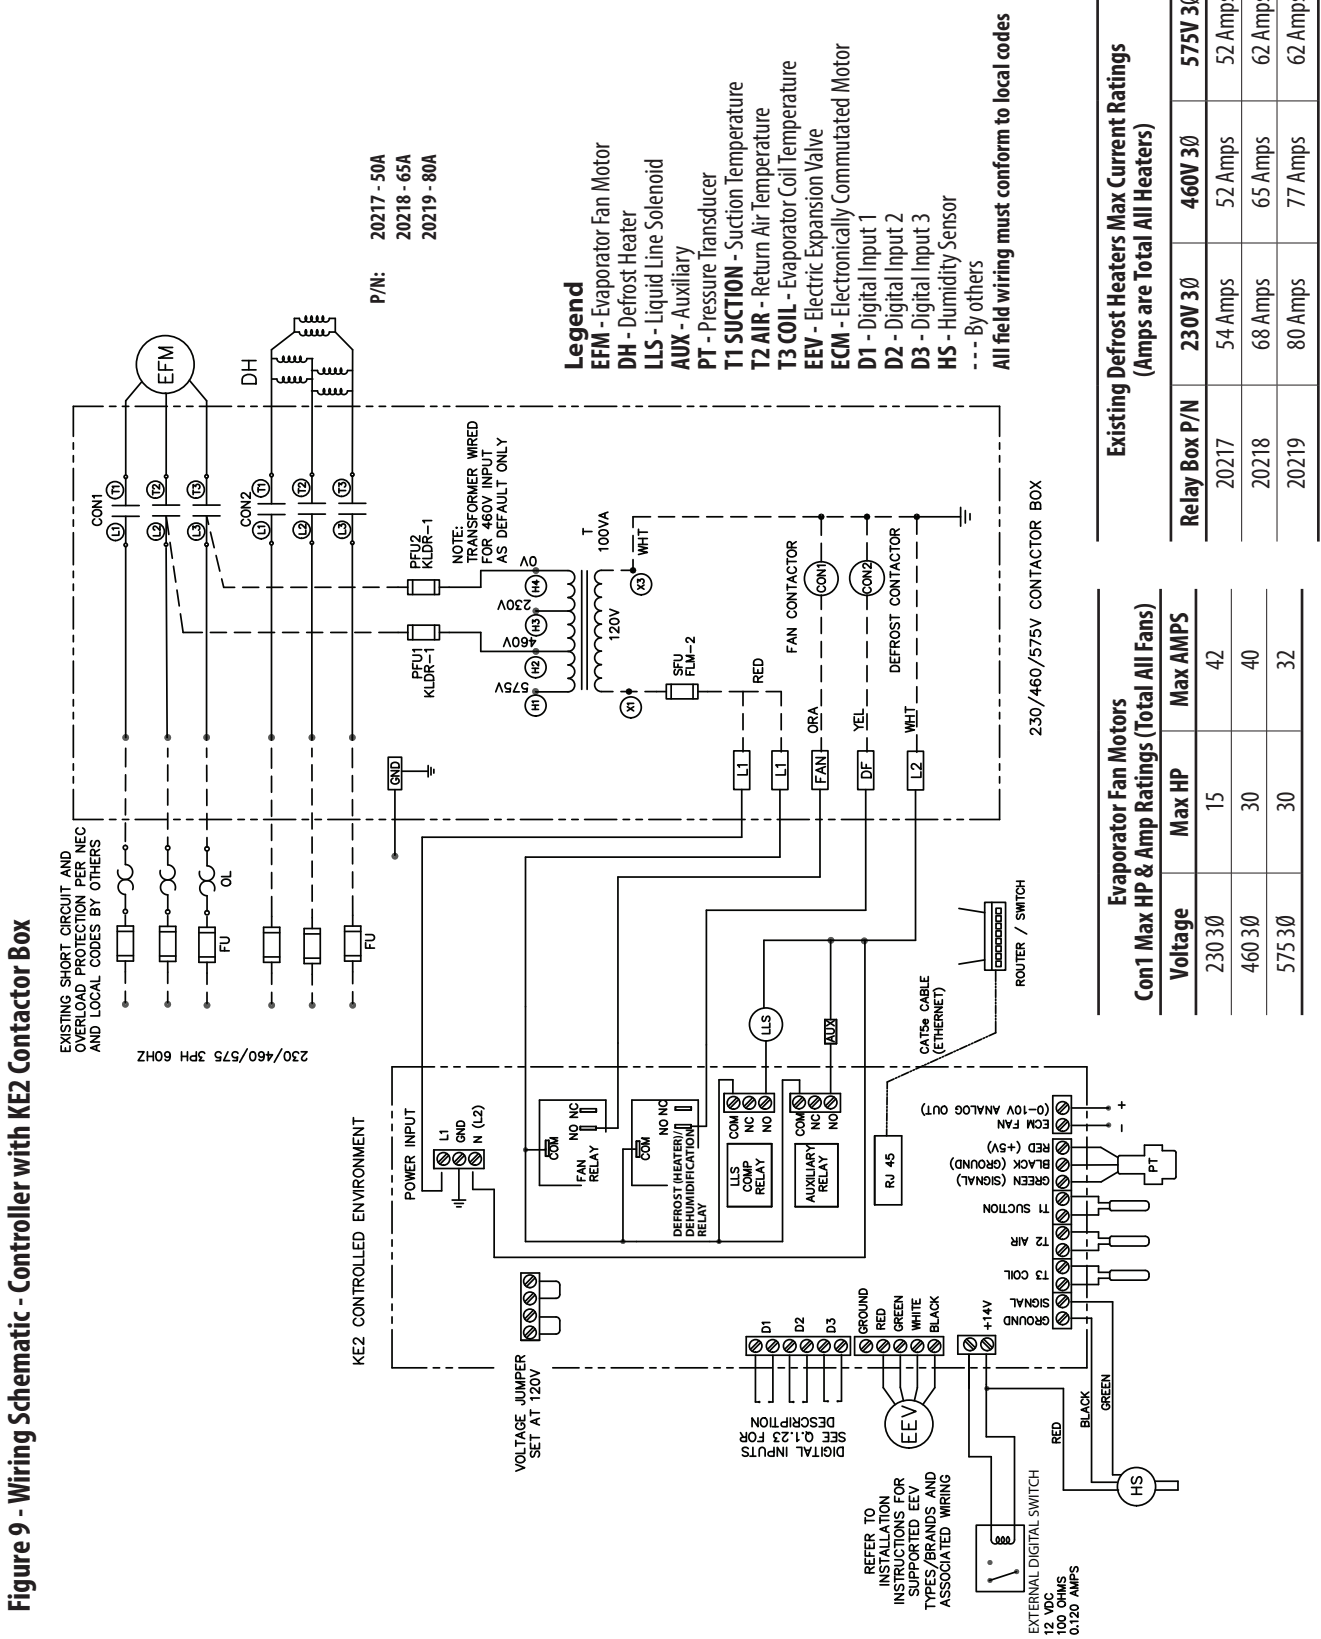 Figure 9 - Wiring Schematic - Controller with KE2 Contactor Box
EXISTING SHORT CIRCUIT AND
OVERLOAD PROTECTION PER NEC
AND LOCAL CODES BY OTHERS
230/460/575 3PH 60HZ
FU
OL
FU
CON1
L1
T1
L2
T2
L3
T3
EFM
CON2
L1
T1
L2
T2
L3
T3
DH
P/N:
20217 - 50A
20218 - 65A
20219 - 80A
GND
PFU1
KLDR-1
PFU2
KLDR-1
NOTE:
TRANSFORMER WIRED
FOR 460V INPUT
AS DEFAULT ONLY
575V
460V
230V
0V
H1
H2
H3
H4
120V
T
100VA
X1
X3
WHT
SFU
FLM-2
RED
L1
L1
FAN
ORA
FAN CONTACTOR
CON1
DF
YEL
CON2
DEFROST CONTACTOR
L2
WHT
230/460/575V CONTACTOR BOX
KE2 CONTROLLED ENVIRONMENT
POWER INPUT
L1
GND
N (L2)
VOLTAGE JUMPER
SET AT 120V
COM
NO NC
FAN
RELAY
COM
NO NC
DEFROST (HEATER)/
DEHUMIDIFICATION
RELAY
COM
NC
NO
LLS
COMP
RELAY
LLS
COM
NC
NO
AUXILIARY
RELAY
AUX
RJ 45
CAT5e CABLE
(ETHERNET)
ROUTER / SWITCH
DIGITAL INPUTS
SEE Q.1.23 FOR
DESCRIPTION
D1
D2
D3
GROUND
RED
GREEN
WHITE
BLACK
EEV
REFER TO
INSTALLATION
INSTRUCTIONS FOR
SUPPORTED EEV
TYPES/BRANDS AND
ASSOCIATED WIRING
+14V
GROUND
SIGNAL
T3 COIL
T2 AIR
T1 SUCTION
GREEN (SIGNAL)
BLACK (GROUND)
RED (+5V)
ECM FAN
(0-10V ANALOG OUT)
- +
PT
RED
BLACK
GREEN
HS
EXTERNAL DIGITAL SWITCH
12 VDC
100 OHMS
0.120 AMPS
Legend
EFM - Evaporator Fan Motor
DH - Defrost Heater
LLS - Liquid Line Solenoid
AUX - Auxiliary
PT - Pressure Transducer
T1 SUCTION - Suction Temperature
T2 AIR - Return Air Temperature
T3 COIL - Evaporator Coil Temperature
EEV - Electric Expansion Valve
ECM - Electronically Commutated Motor
D1 - Digital Input 1
D2 - Digital Input 2
D3 - Digital Input 3
HS - Humidity Sensor
- - - By others
All field wiring must conform to local codes
Evaporator Fan Motors
Con1 Max HP & Amp Ratings (Total All Fans)
Voltage Max HP Max AMPS
230 3Ø 15 42
460 3Ø 30 40
575 3Ø 30 32
Existing Defrost Heaters Max Current Ratings
(Amps are Total All Heaters)
Relay Box P/N 230V 3Ø 460V 3Ø 575V 3Ø
20217 54 Amps 52 Amps 52 Amps
20218 68 Amps 65 Amps 62 Amps
20219 80 Amps 77 Amps 62 Amps